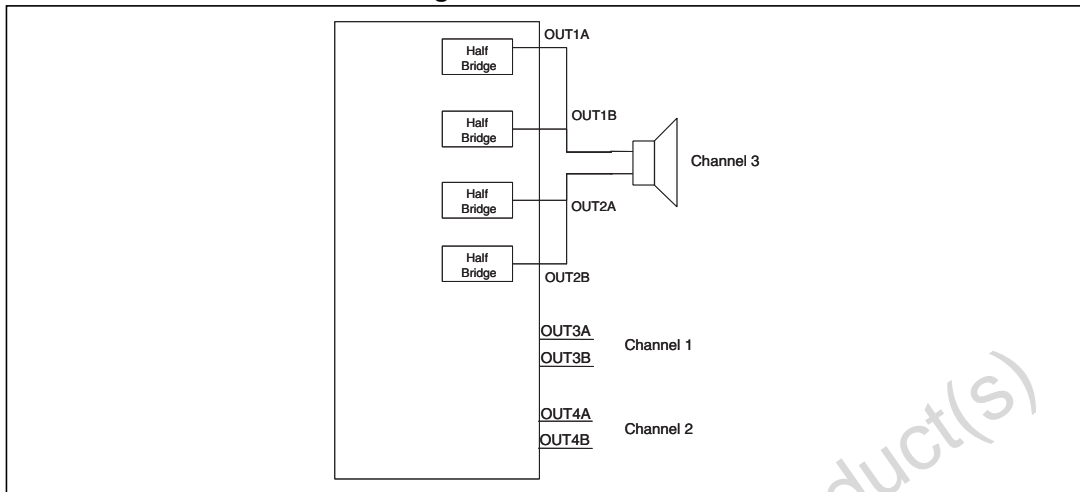 OUT1A
Half
Bridge
OUT1B
Half
Bridge
Channel 3
Half
Bridge
OUT2A
Half
Bridge
OUT2B
OUT3A
Channel 1
OUT3B
OUT4A
Channel 2
OUT4B
duct(s)